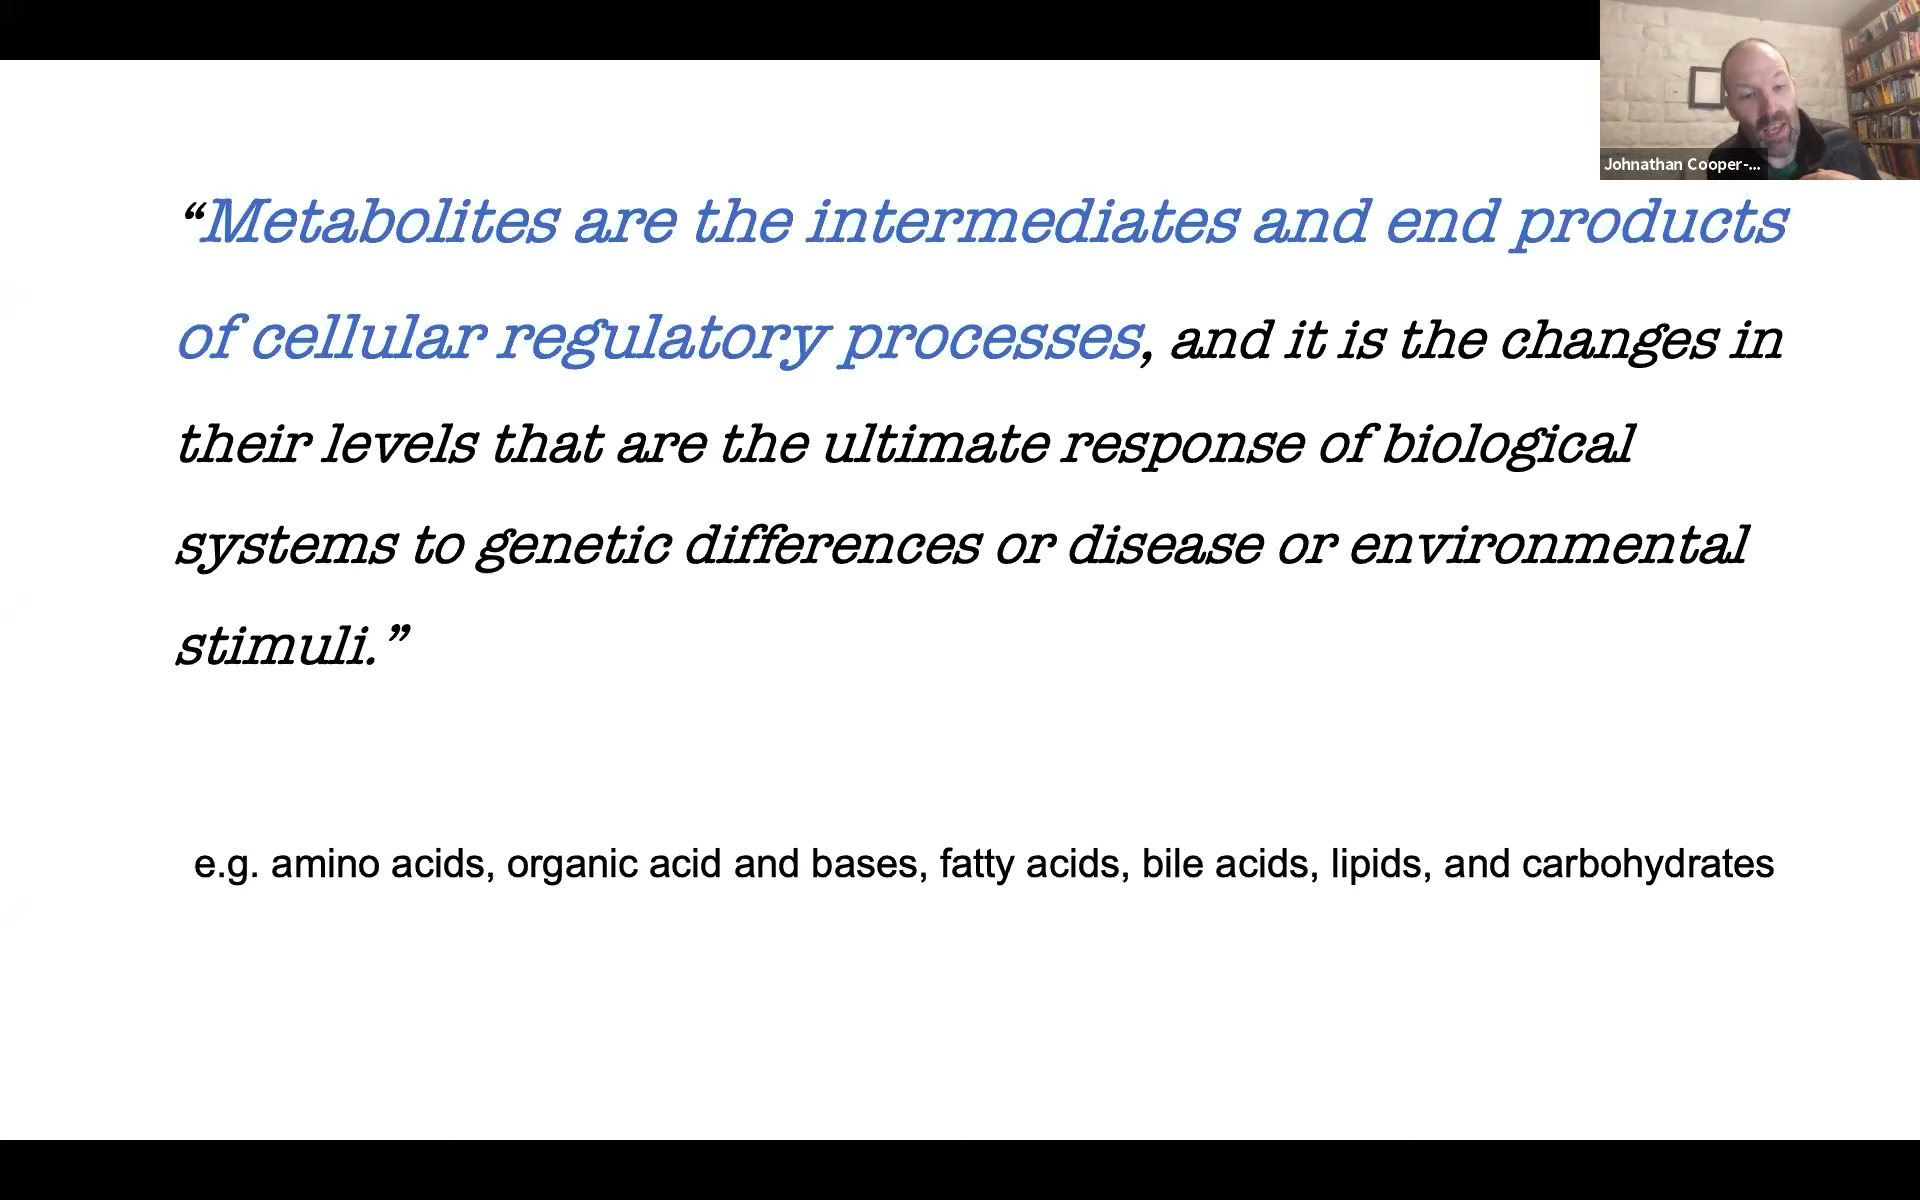 Johnathan Cooper-...
“Metabolites are the intermediates and end products
of cellular regulatory processes, and it is the changes in
their levels that are the ultimate response of biological
systems to genetic differences or disease or environmental
stimuli.”
e.g. amino acids, organic acid and bases, fatty acids, bile acids, lipids, and carbohydrates